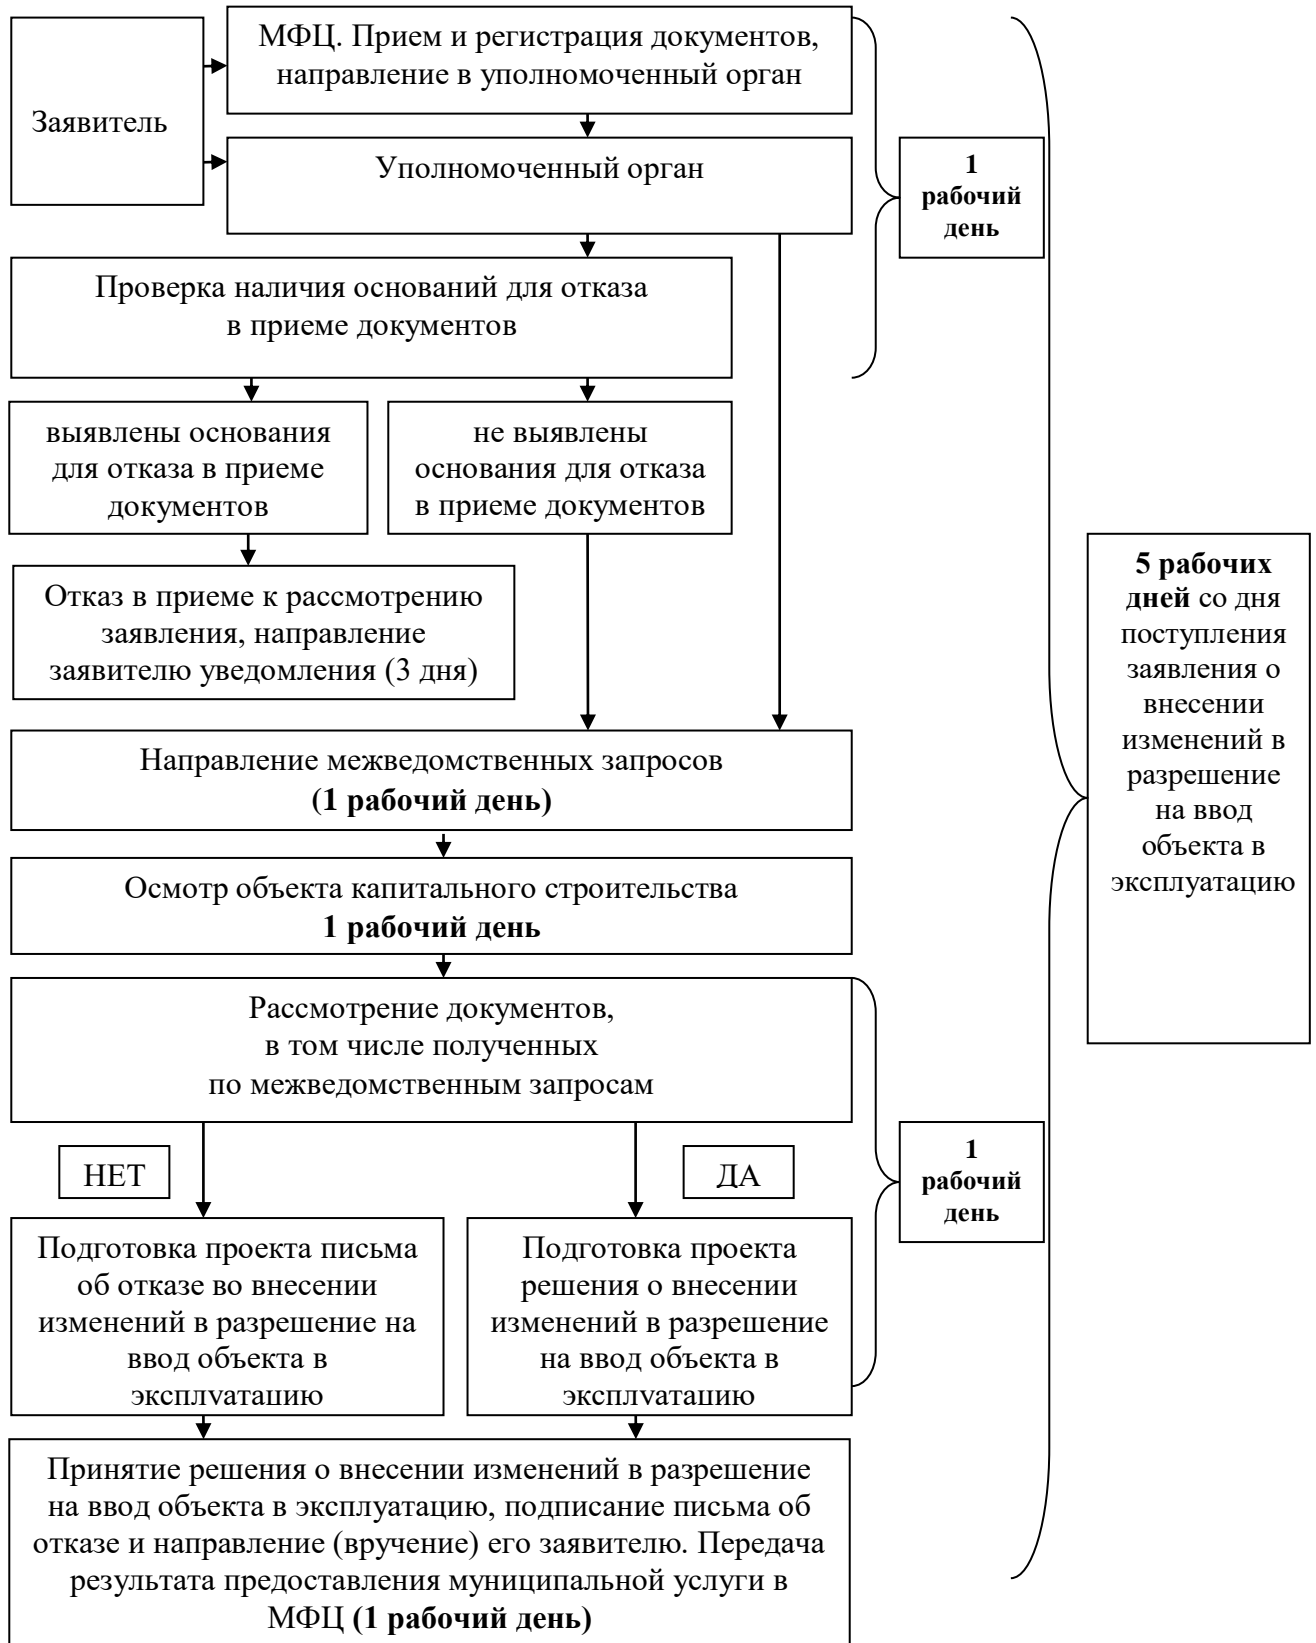 МФЦ. Прием и регистрация документов,
направление в уполномоченный орган
Заявитель
Уполномоченный орган
1
рабочий
день
Проверка наличия оснований для отказа
в приеме документов
выявлены основания
для отказа в приеме
документов
не выявлены
основания для отказа
в приеме документов
Отказ в приеме к рассмотрению
заявления, направление
заявителю уведомления (3 дня)
5 рабочих
дней со дня
поступления
заявления о
внесении
изменений в
разрешение
на ввод
объекта в
эксплуатацию
Направление межведомственных запросов
(1 рабочий день)
Осмотр объекта капитального строительства
1 рабочий день
Рассмотрение документов,
в том числе полученных
по межведомственным запросам
НЕТ
ДА
1
рабочий
день
Подготовка проекта письма
об отказе во внесении
изменений в разрешение на
ввод объекта в
эксплуатацию
Подготовка проекта
решения о внесении
изменений в разрешение
на ввод объекта в
эксплуатацию
Принятие решения о внесении изменений в разрешение
на ввод объекта в эксплуатацию, подписание письма об
отказе и направление (вручение) его заявителю. Передача
результата предоставления муниципальной услуги в
МФЦ (1 рабочий день)